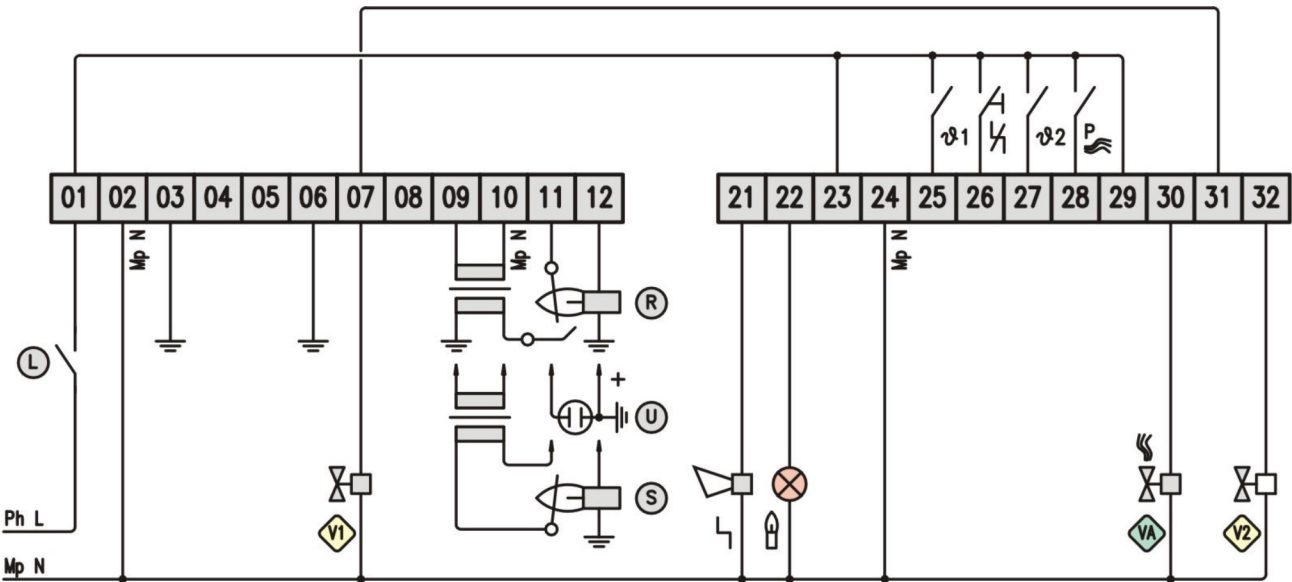 01 02 03 04 05 06 07 08 09 10 11 12
21 22 23 24 25 26 27 28 29 30 31 32
ϑ1
ϑ2
P
Mp N
Mp N
Mp N
R
L
+
U
S
V1
VA
V2
Ph L
Mp N